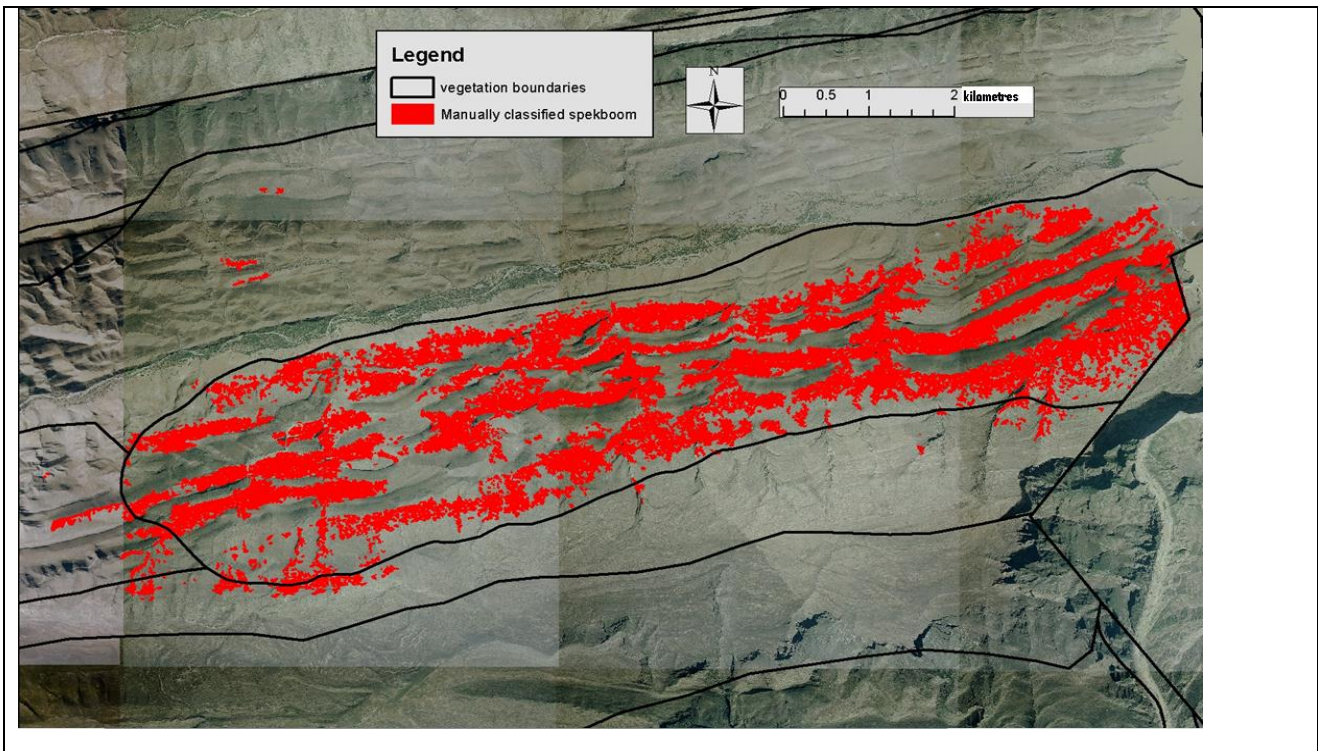 Legend
vegetation boundaries
Manually classified spekboom
N
0 0.5 1 2 kilometres